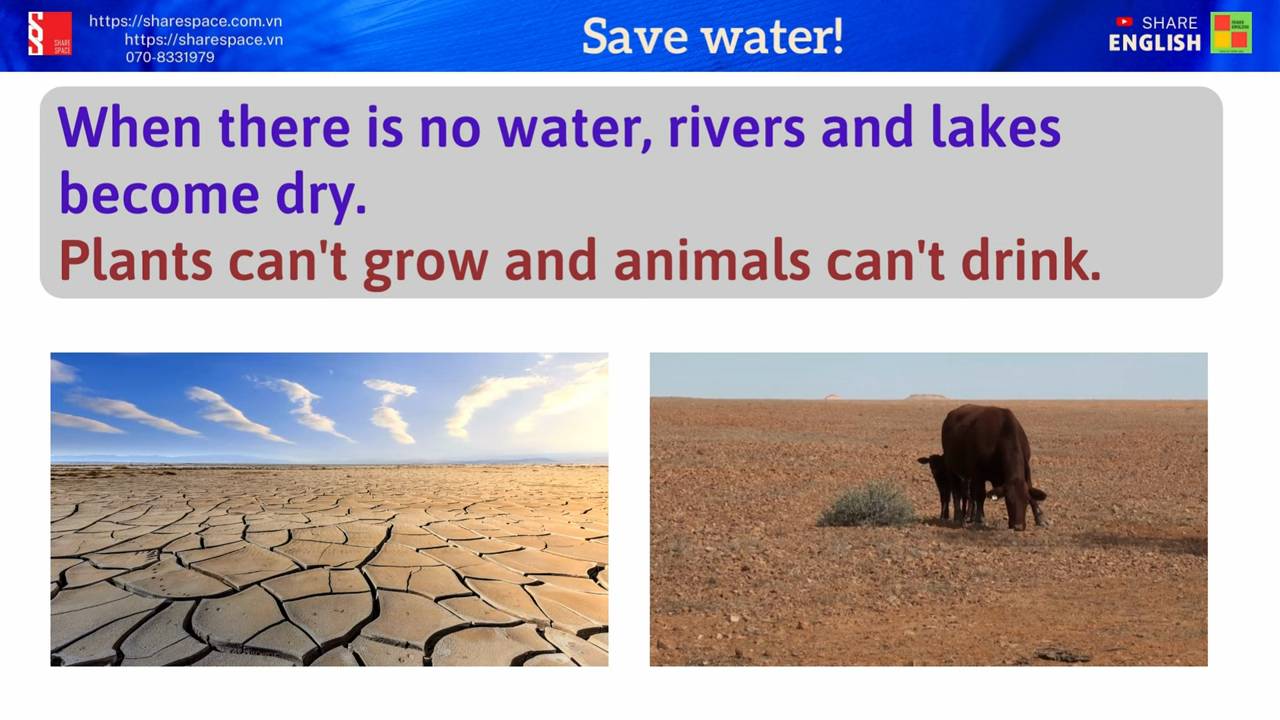 https://sharespace.com.vn
https://sharespace.vn
070-8331979
SHARE
SPACE
Save water!
SHARE
ENGLISH
When there is no water, rivers and lakes
become dry.
Plants can't grow and animals can't drink.